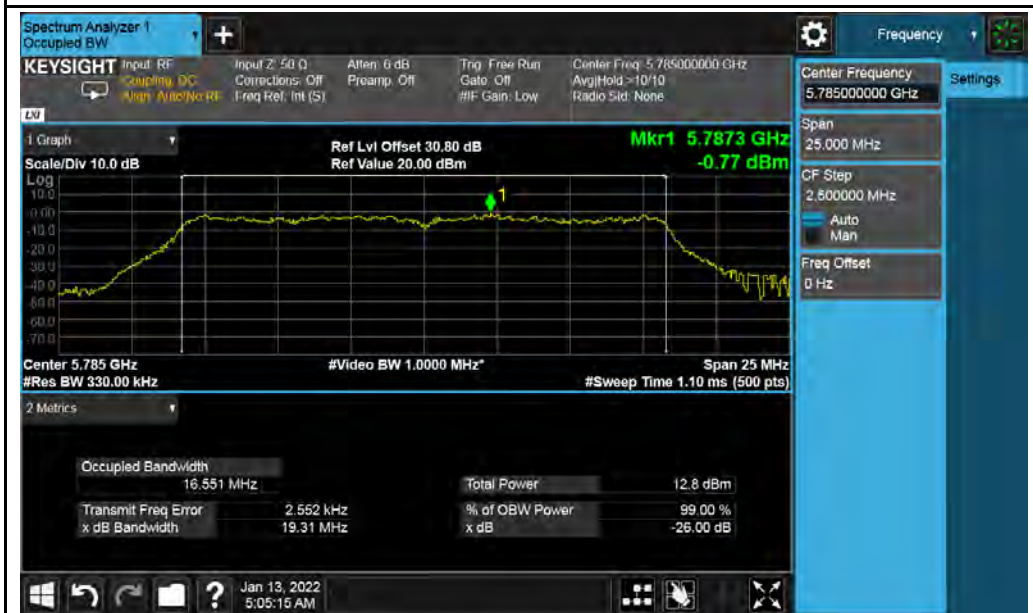 Spectrum Analyzer 1
Occupied BW
+
Frequency
KEYSIGHT
Input: RF
Coupling: DC
Align: Auto/No RF
Input Z: 50 Ω
Corrections: Off
Freq Ref: Int (S)
Atten: 6 dB
Preamp: Off
Trig: Free Run
Gate: Off
#IF Gain: Low
Center Freq: 5.785000000 GHz
Avg|Hold:>10/10
Radio Std: None
LXI
Center Frequency
5.785000000 GHz
Settings
Span
25.000 MHz
CF Step
2.500000 MHz
Auto
Man
Freq Offset
0 Hz
1 Graph
Scale/Div 10.0 dB
Ref Lvl Offset 30.80 dB
Ref Value 20.00 dBm
Mkr1 5.7873 GHz
-0.77 dBm
Log
10.0
0.00
-10.0
-20.0
-30.0
-40.0
-50.0
-60.0
-70.0
1
Center 5.785 GHz
#Video BW 1.0000 MHz*
Span 25 MHz
#Res BW 330.00 kHz
#Sweep Time 1.10 ms (500 pts)
2 Metrics
Occupied Bandwidth
16.551 MHz
Total Power 12.8 dBm
Transmit Freq Error 2.552 kHz
% of OBW Power 99.00 %
x dB Bandwidth 19.31 MHz
x dB -26.00 dB
?
Jan 13, 2022
5:05:15 AM